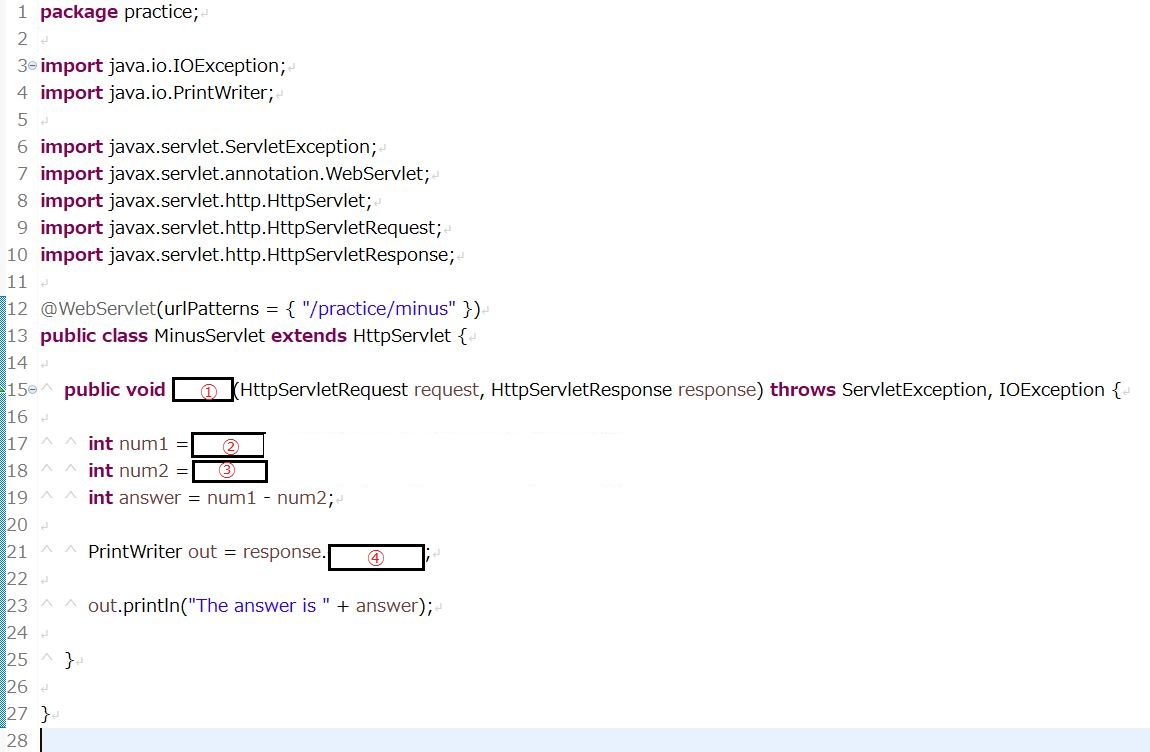 1 package practice;
2
3 import java.io.IOException;
4 import java.io.PrintWriter;
5
6 import javax.servlet.ServletException;
7 import javax.servlet.annotation.WebServlet;
8 import javax.servlet.http.HttpServlet;
9 import javax.servlet.http.HttpServletRequest;
10 import javax.servlet.http.HttpServletResponse;
11
12 @WebServlet(urlPatterns = { "/practice/minus" })
13 public class MinusServlet extends HttpServlet {
14
15 public void ① (HttpServletRequest request, HttpServletResponse response) throws ServletException, IOException {
16
17 int num1 = ②
18 int num2 = ③
19 int answer = num1 - num2;
20
21 PrintWriter out = response. ④ ;
22
23 out.println("The answer is " + answer);
24
25 }
26
27 }
28